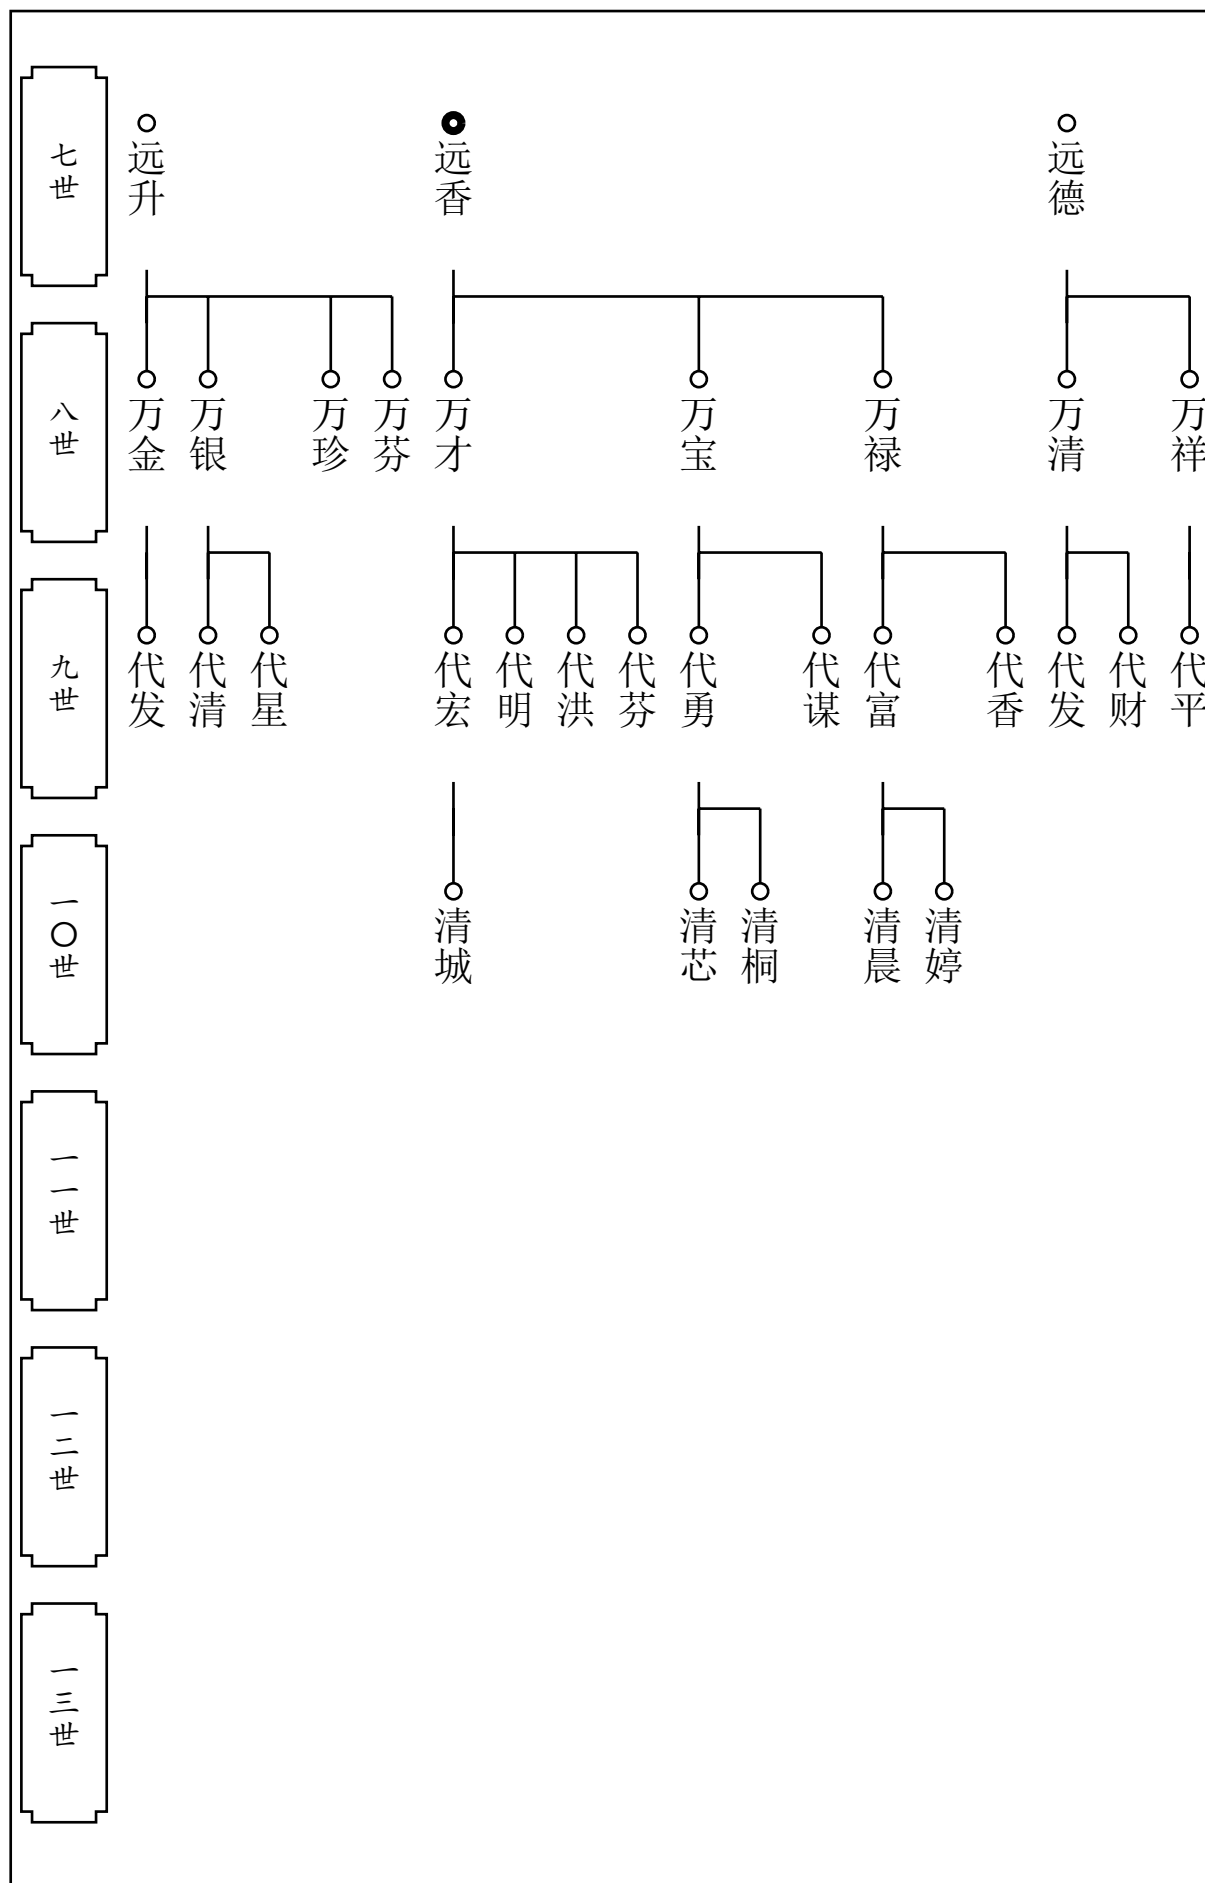 七世
远升
远香
远德
八世
万金
万银
万珍
万芬
万才
万宝
万禄
万清
万祥
九世
代发
代清
代星
代宏
代明
代洪
代芬
代勇
代谋
代富
代香
代发
代财
代平
一〇世
清城
清芯
清桐
清晨
清婷
一一世
一二世
一三世